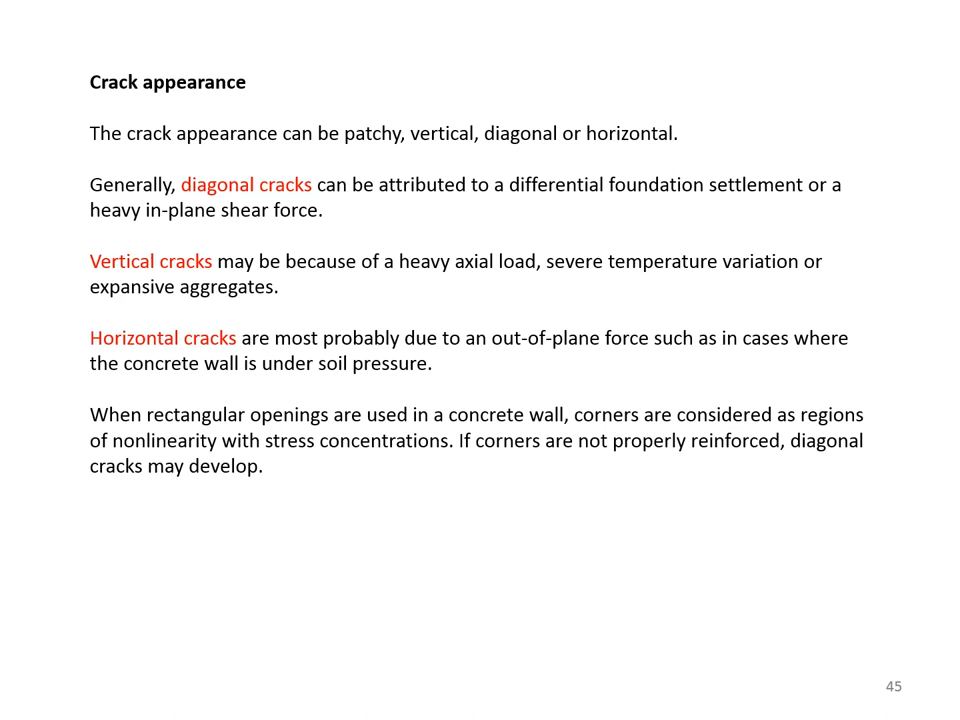 Crack appearance
The crack appearance can be patchy, vertical, diagonal or horizontal.
Generally, diagonal cracks can be attributed to a differential foundation settlement or a
heavy in-plane shear force.
Vertical cracks may be because of a heavy axial load, severe temperature variation or
expansive aggregates.
Horizontal cracks are most probably due to an out-of-plane force such as in cases where
the concrete wall is under soil pressure.
When rectangular openings are used in a concrete wall, corners are considered as regions
of nonlinearity with stress concentrations. If corners are not properly reinforced, diagonal
cracks may develop.
45